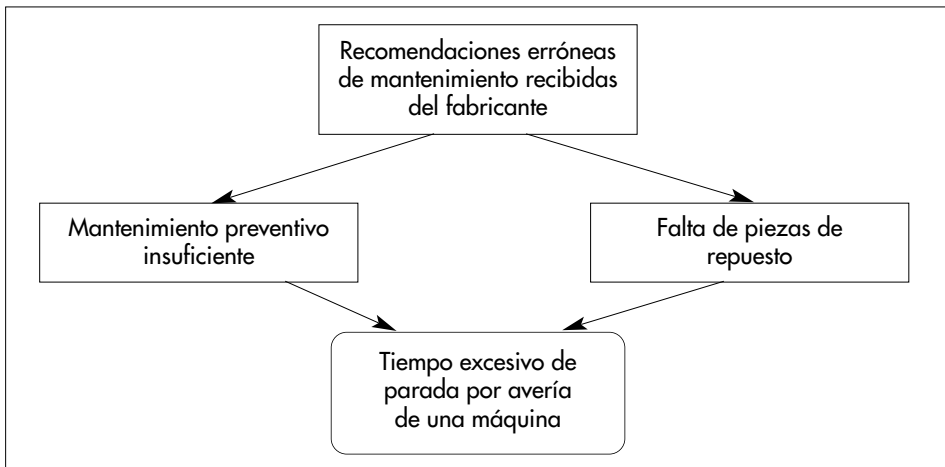 Recomendaciones erróneas
de mantenimiento recibidas
del fabricante
Mantenimiento preventivo
insuficiente
Falta de piezas de
repuesto
Tiempo excesivo de
parada por avería
de una máquina